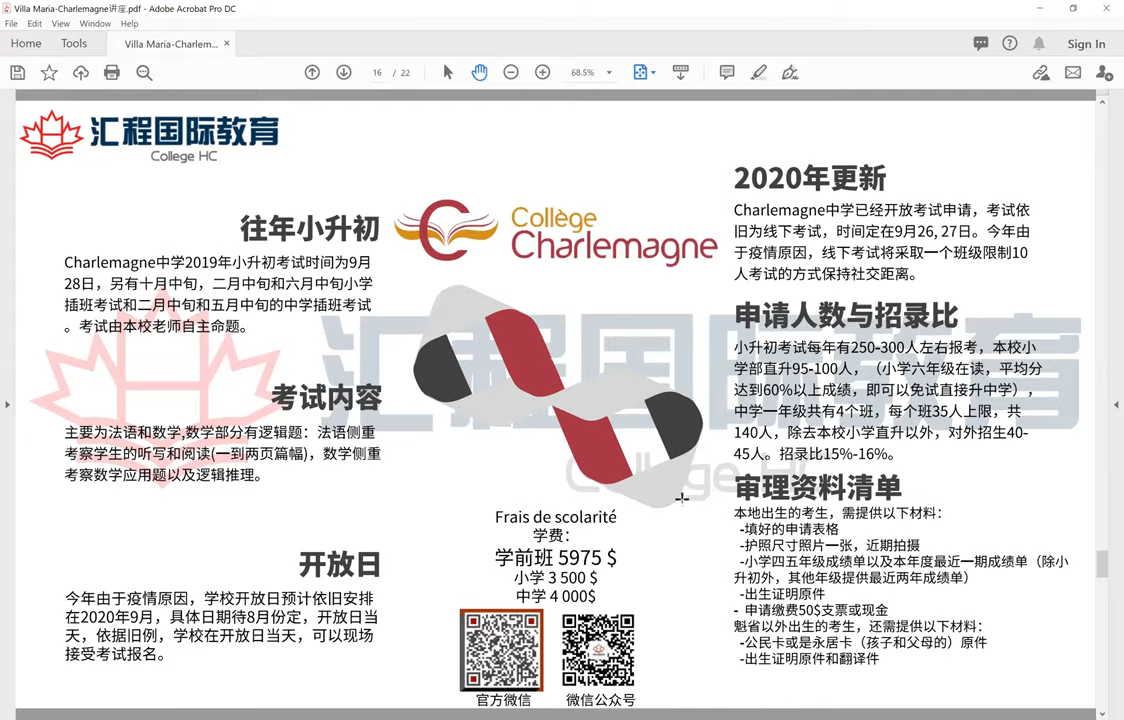 Villa Maria-Charlemagne讲座.pdf - Adobe Acrobat Pro DC
File Edit View Window Help
Home Tools Villa Maria-Charlem... × Sign In
16 / 22 68.5%
汇程国际教育
College HC
往年小升初
Charlemagne中学2019年小升初考试时间为9月
28日，另有十月中旬，二月中旬和六月中旬小学
插班考试和二月中旬和五月中旬的中学插班考试
。考试由本校老师自主命题。
考试内容
主要为法语和数学,数学部分有逻辑题：法语侧重
考察学生的听写和阅读(一到两页篇幅)，数学侧重
考察数学应用题以及逻辑推理。
开放日
今年由于疫情原因，学校开放日预计依旧安排
在2020年9月，具体日期待8月份定，开放日当
天，依据旧例，学校在开放日当天，可以现场
接受考试报名。
Collège
Charlemagne
汇程国际教育
College HC
Frais de scolarité
学费：
学前班 5975 $
小学 3 500 $
中学 4 000$
官方微信 微信公众号
2020年更新
Charlemagne中学已经开放考试申请，考试依
旧为线下考试，时间定在9月26, 27日。今年由
于疫情原因，线下考试将采取一个班级限制10
人考试的方式保持社交距离。
申请人数与招录比
小升初考试每年有250-300人左右报考，本校小
学部直升95-100人，（小学六年级在读，平均分
达到60%以上成绩，即可以免试直接升中学），
中学一年级共有4个班，每个班35人上限，共
140人，除去本校小学直升以外，对外招生40-
45人。招录比15%-16%。
审理资料清单
本地出生的考生，需提供以下材料：
-填好的申请表格
-护照尺寸照片一张，近期拍摄
-小学四五年级成绩单以及本年度最近一期成绩单（除小
升初外，其他年级提供最近两年成绩单）
-出生证明原件
- 申请缴费50$支票或现金
魁省以外出生的考生，还需提供以下材料：
-公民卡或是永居卡（孩子和父母的）原件
-出生证明原件和翻译件